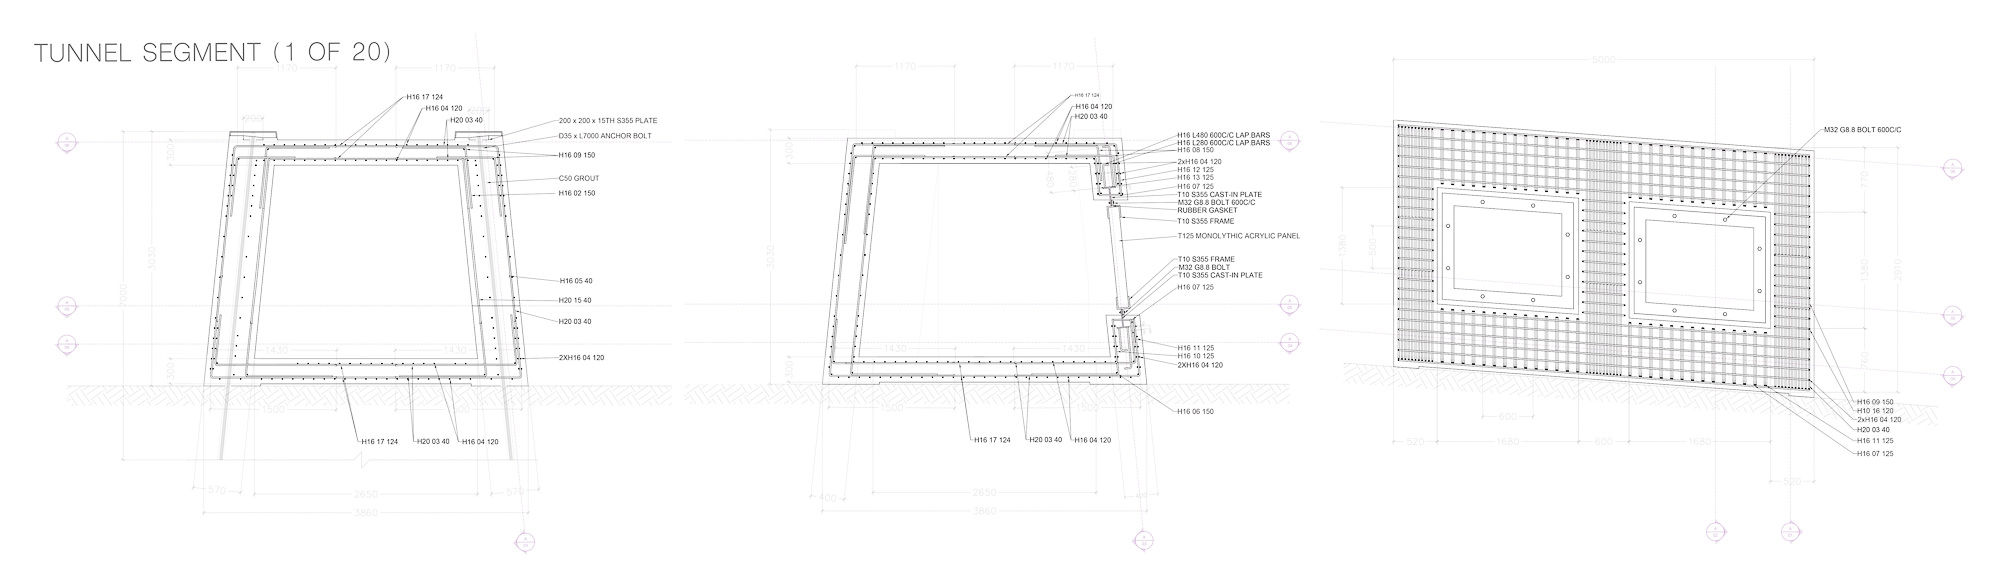 TUNNEL SEGMENT (1 OF 20)
1170
1170
H16 17 124
H16 04 120
H20 03 40
200 x 200 x 15TH S355 PLATE
D35 x L7000 ANCHOR BOLT
H16 09 150
C50 GROUT
H16 02 150
H16 05 40
H20 15 40
H20 03 40
2XH16 04 120
300
3030
7000
300
1430
1430
1500
H16 17 124
H20 03 40
H16 04 120
570
2650
570
3860
1170
1170
H16 17 124
H16 04 120
H20 03 40
H16 L480 600C/C LAP BARS
H16 L280 600C/C LAP BARS
H16 08 150
2xH16 04 120
H16 12 125
H16 13 125
H16 07 125
T10 S355 CAST-IN PLATE
M32 G8.8 BOLT 600C/C
RUBBER GASKET
T10 S355 FRAME
T125 MONOLYTHIC ACRYLIC PANEL
T10 S355 FRAME
M32 G8.8 BOLT
T10 S355 CAST-IN PLATE
H16 07 125
H16 11 125
H16 10 125
2XH16 04 120
H16 06 150
300
3030
300
1430
1430
1500
1500
H16 17 124
H20 03 40
H16 04 120
400
2650
3860
5000
M32 G8.8 BOLT 600C/C
770
1380
500
1380
2910
760
H16 09 150
H10 16 120
2xH16 04 120
H20 03 40
H16 11 125
H16 07 125
600
520
1680
600
1680
520